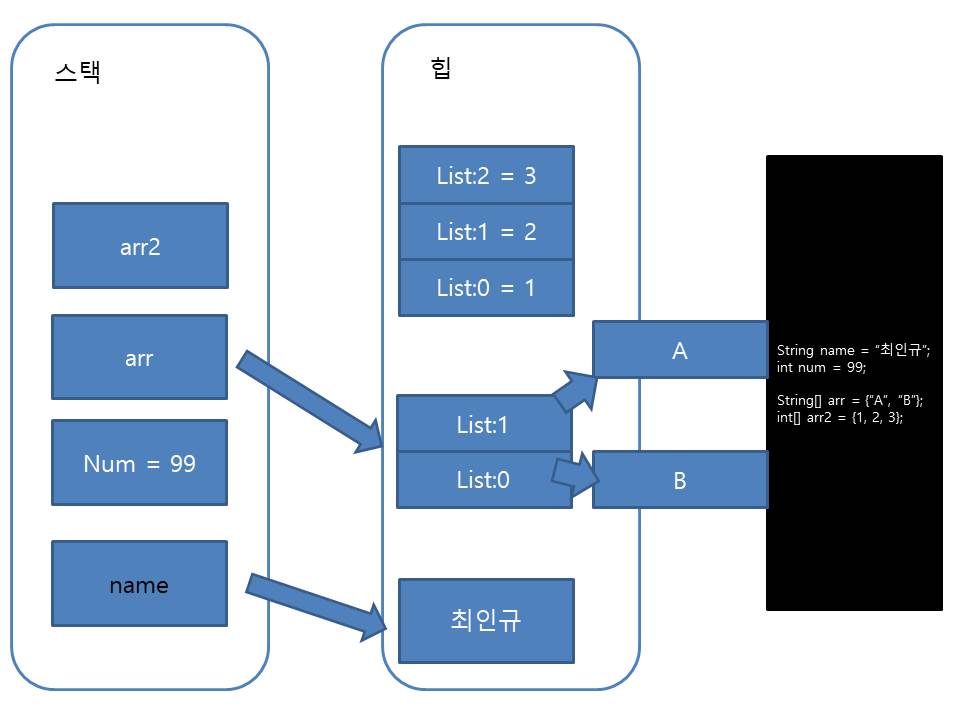 스택
arr2
arr
Num = 99
name
힙
List:2 = 3
List:1 = 2
List:0 = 1
List:1
List:0
최인규
A
B
String name = “최인규”;
int num = 99;
String[] arr = {“A”, “B”};
int[] arr2 = {1, 2, 3};